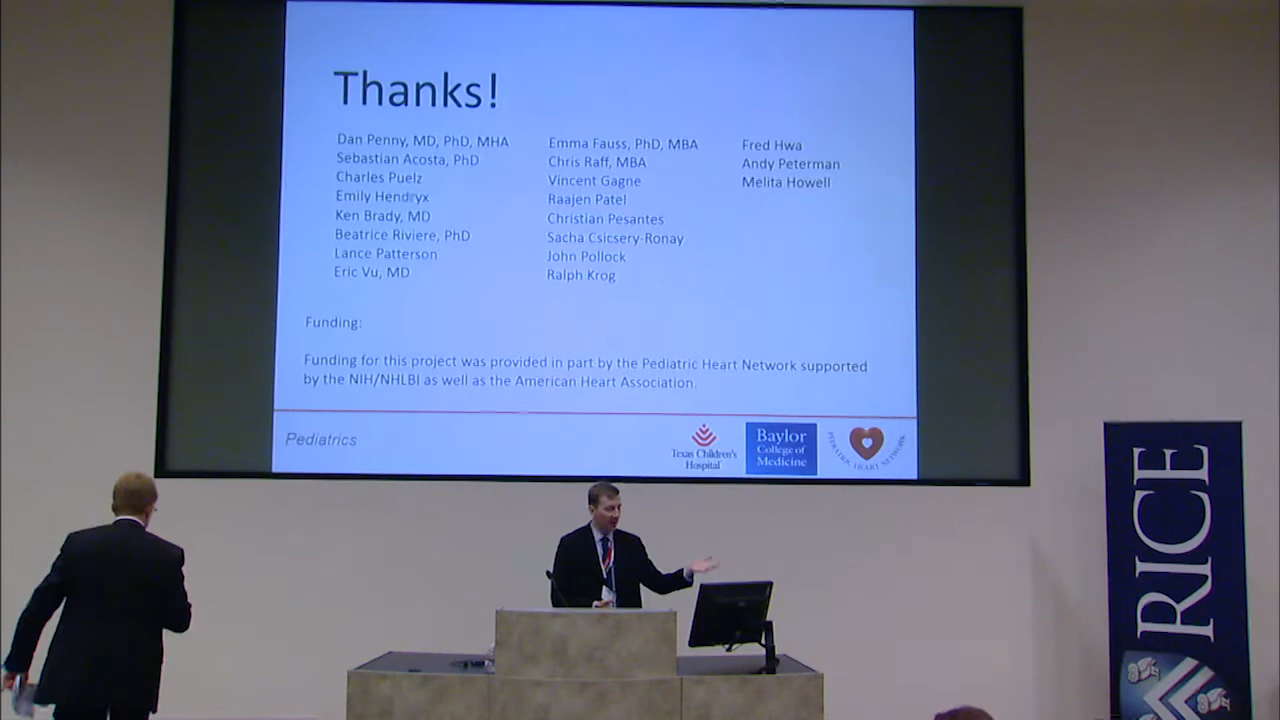 Thanks!
Dan Penny, MD, PhD, MHA
Sebastian Acosta, PhD
Charles Puelz
Emily Hendryx
Ken Brady, MD
Beatrice Riviere, PhD
Lance Patterson
Eric Vu, MD
Emma Fauss, PhD, MBA
Chris Raff, MBA
Vincent Gagne
Raajen Patel
Christian Pesantes
Sacha Csicsery-Ronay
John Pollock
Ralph Krog
Fred Hwa
Andy Peterman
Melita Howell
Funding:
Funding for this project was provided in part by the Pediatric Heart Network supported
by the NIH/NHLBI as well as the American Heart Association.
Pediatrics
Texas Children's
Hospital
Baylor
College of
Medicine
PEDIATRIC HEART NETWORK
RICE